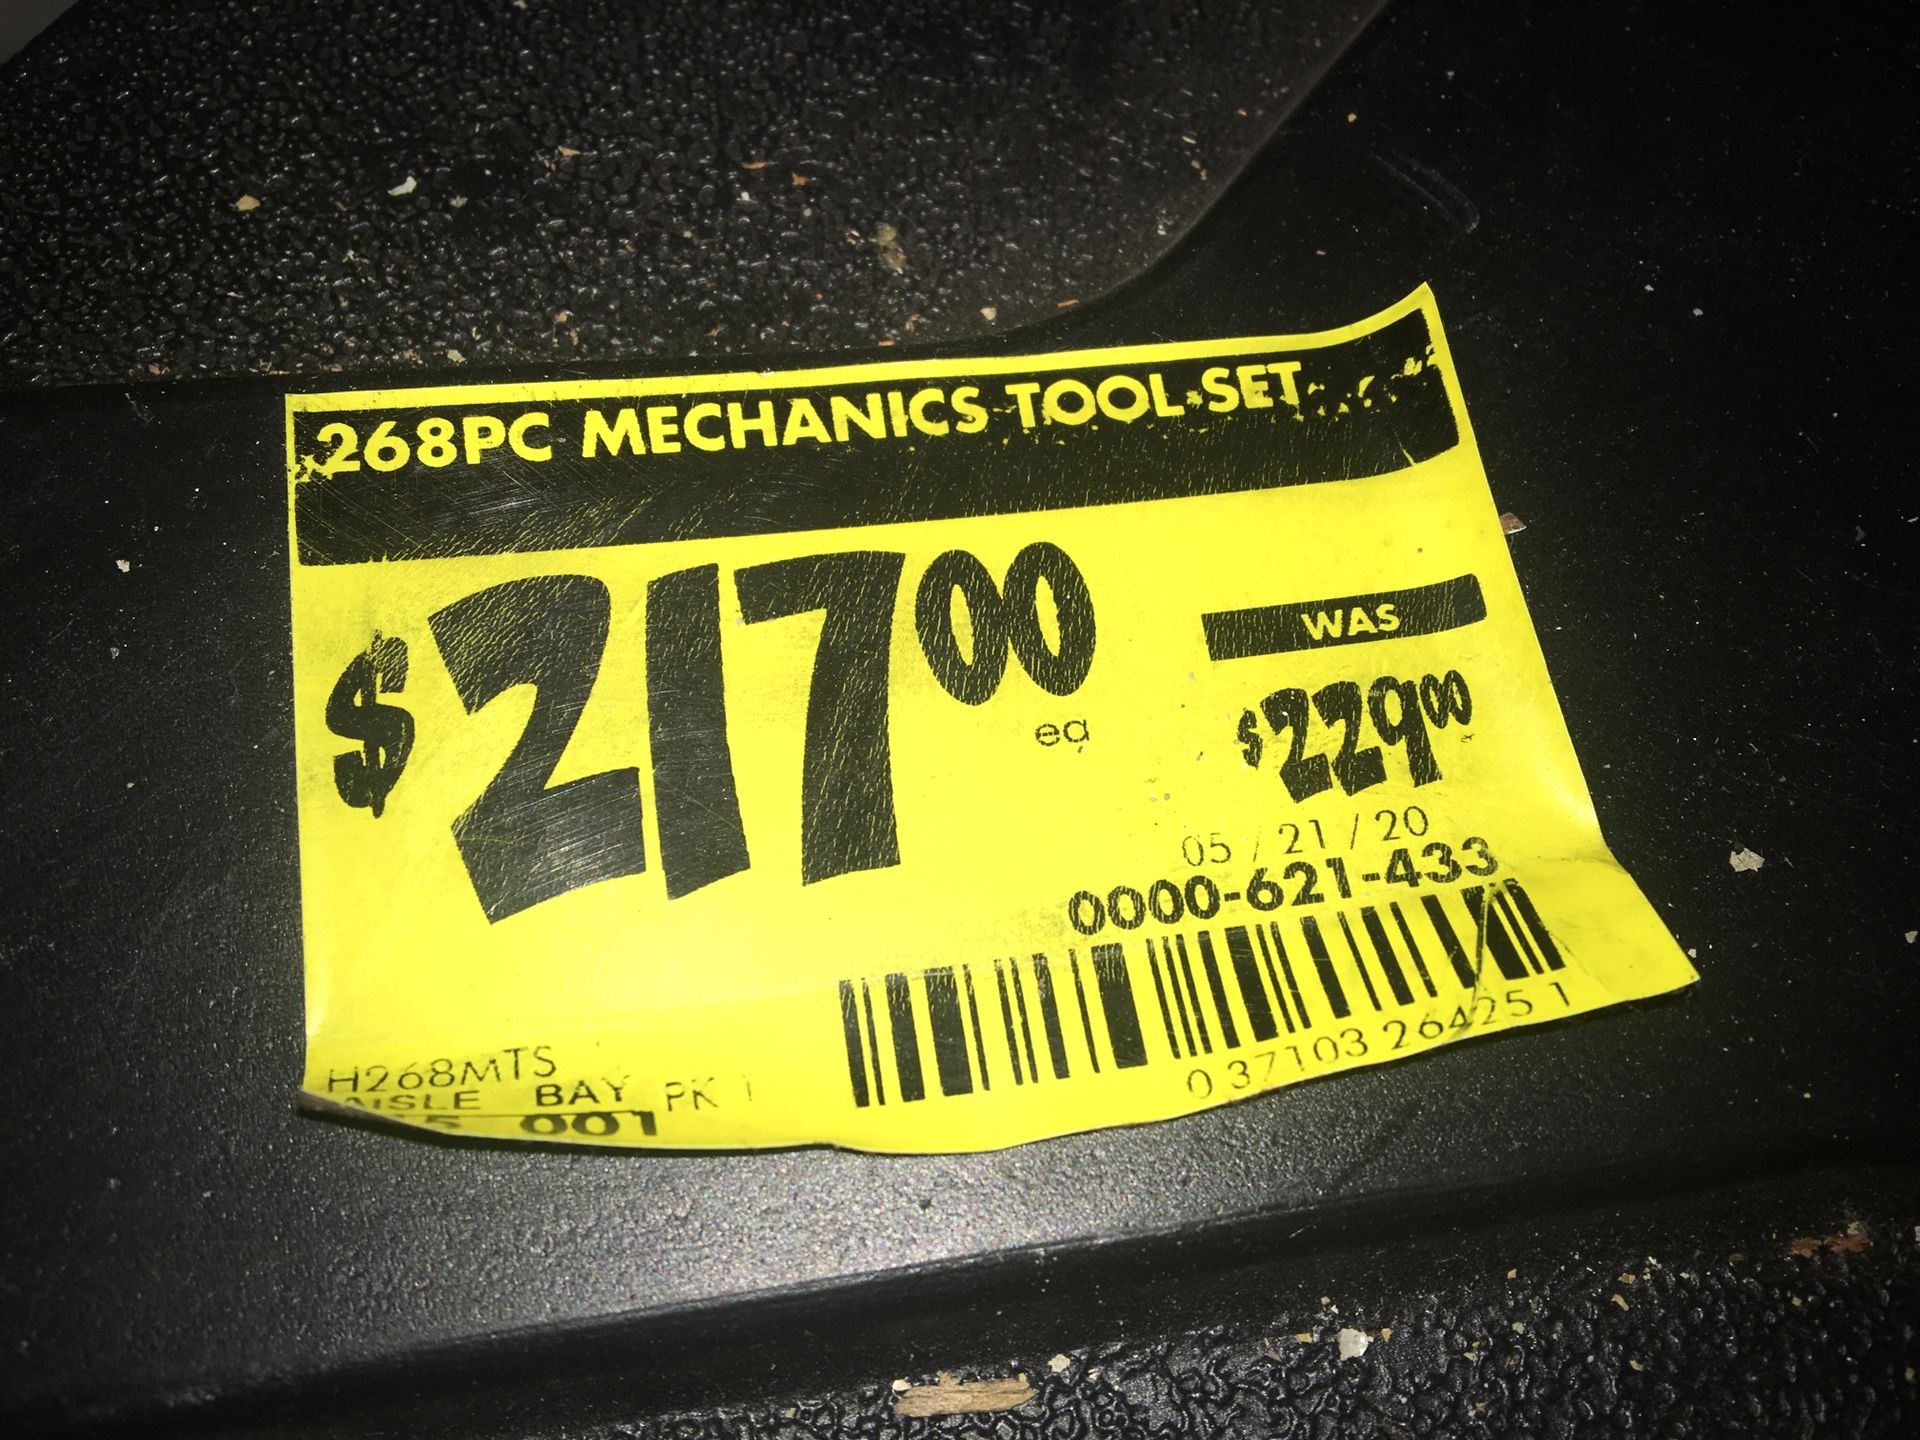 268PC MECHANICS TOOL SET
$217.00
ea
WAS
$229.00
05/21/20
0000-621-433
0 37103 26425 1
H268MTS
AISLE BAY PK 1
001